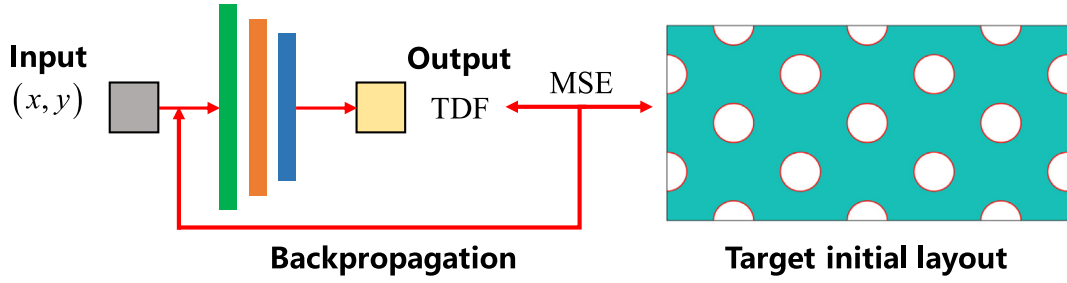 Input
(x, y)
Output
TDF
MSE
Backpropagation
Target initial layout